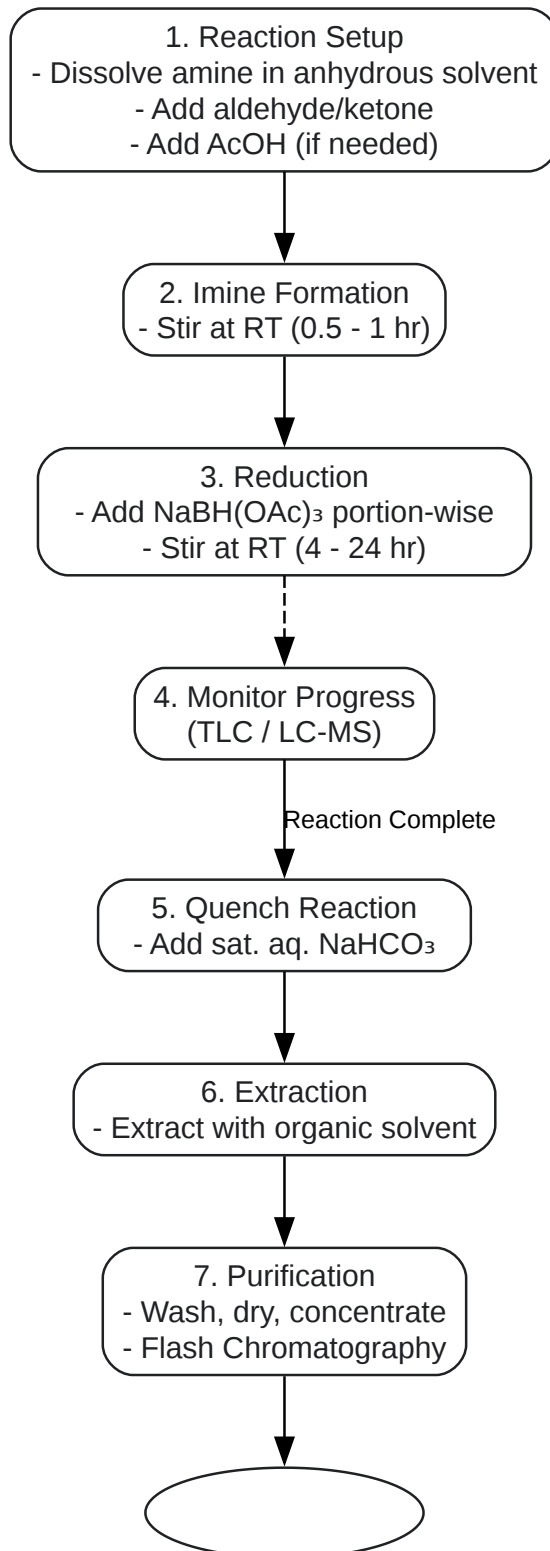 1. Reaction Setup
- Dissolve amine in anhydrous solvent
- Add aldehyde/ketone
- Add AcOH (if needed)
2. Imine Formation
- Stir at RT (0.5 - 1 hr)
3. Reduction
- Add NaBH(OAc)₃ portion-wise
- Stir at RT (4 - 24 hr)
4. Monitor Progress
(TLC / LC-MS)
Reaction Complete
5. Quench Reaction
- Add sat. aq. NaHCO₃
6. Extraction
- Extract with organic solvent
7. Purification
- Wash, dry, concentrate
- Flash Chromatography